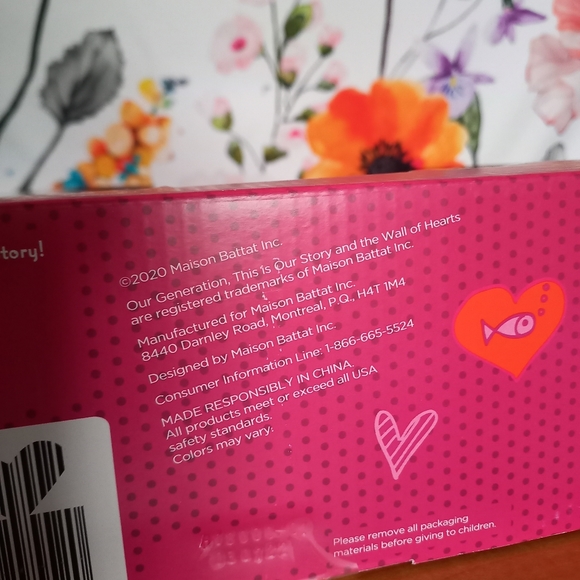 tory!
©2020 Maison Battat Inc.
Our Generation, This is Our Story and the Wall of Hearts
are registered trademarks of Maison Battat Inc.
Manufactured for Maison Battat Inc.
8440 Darnley Road, Montreal, P.Q., H4T 1M4
Designed by Maison Battat Inc.
Consumer Information Line: 1-866-665-5524
MADE RESPONSIBLY IN CHINA.
All products meet or exceed all USA
safety standards.
Colors may vary.
Please remove all packaging
materials before giving to children.